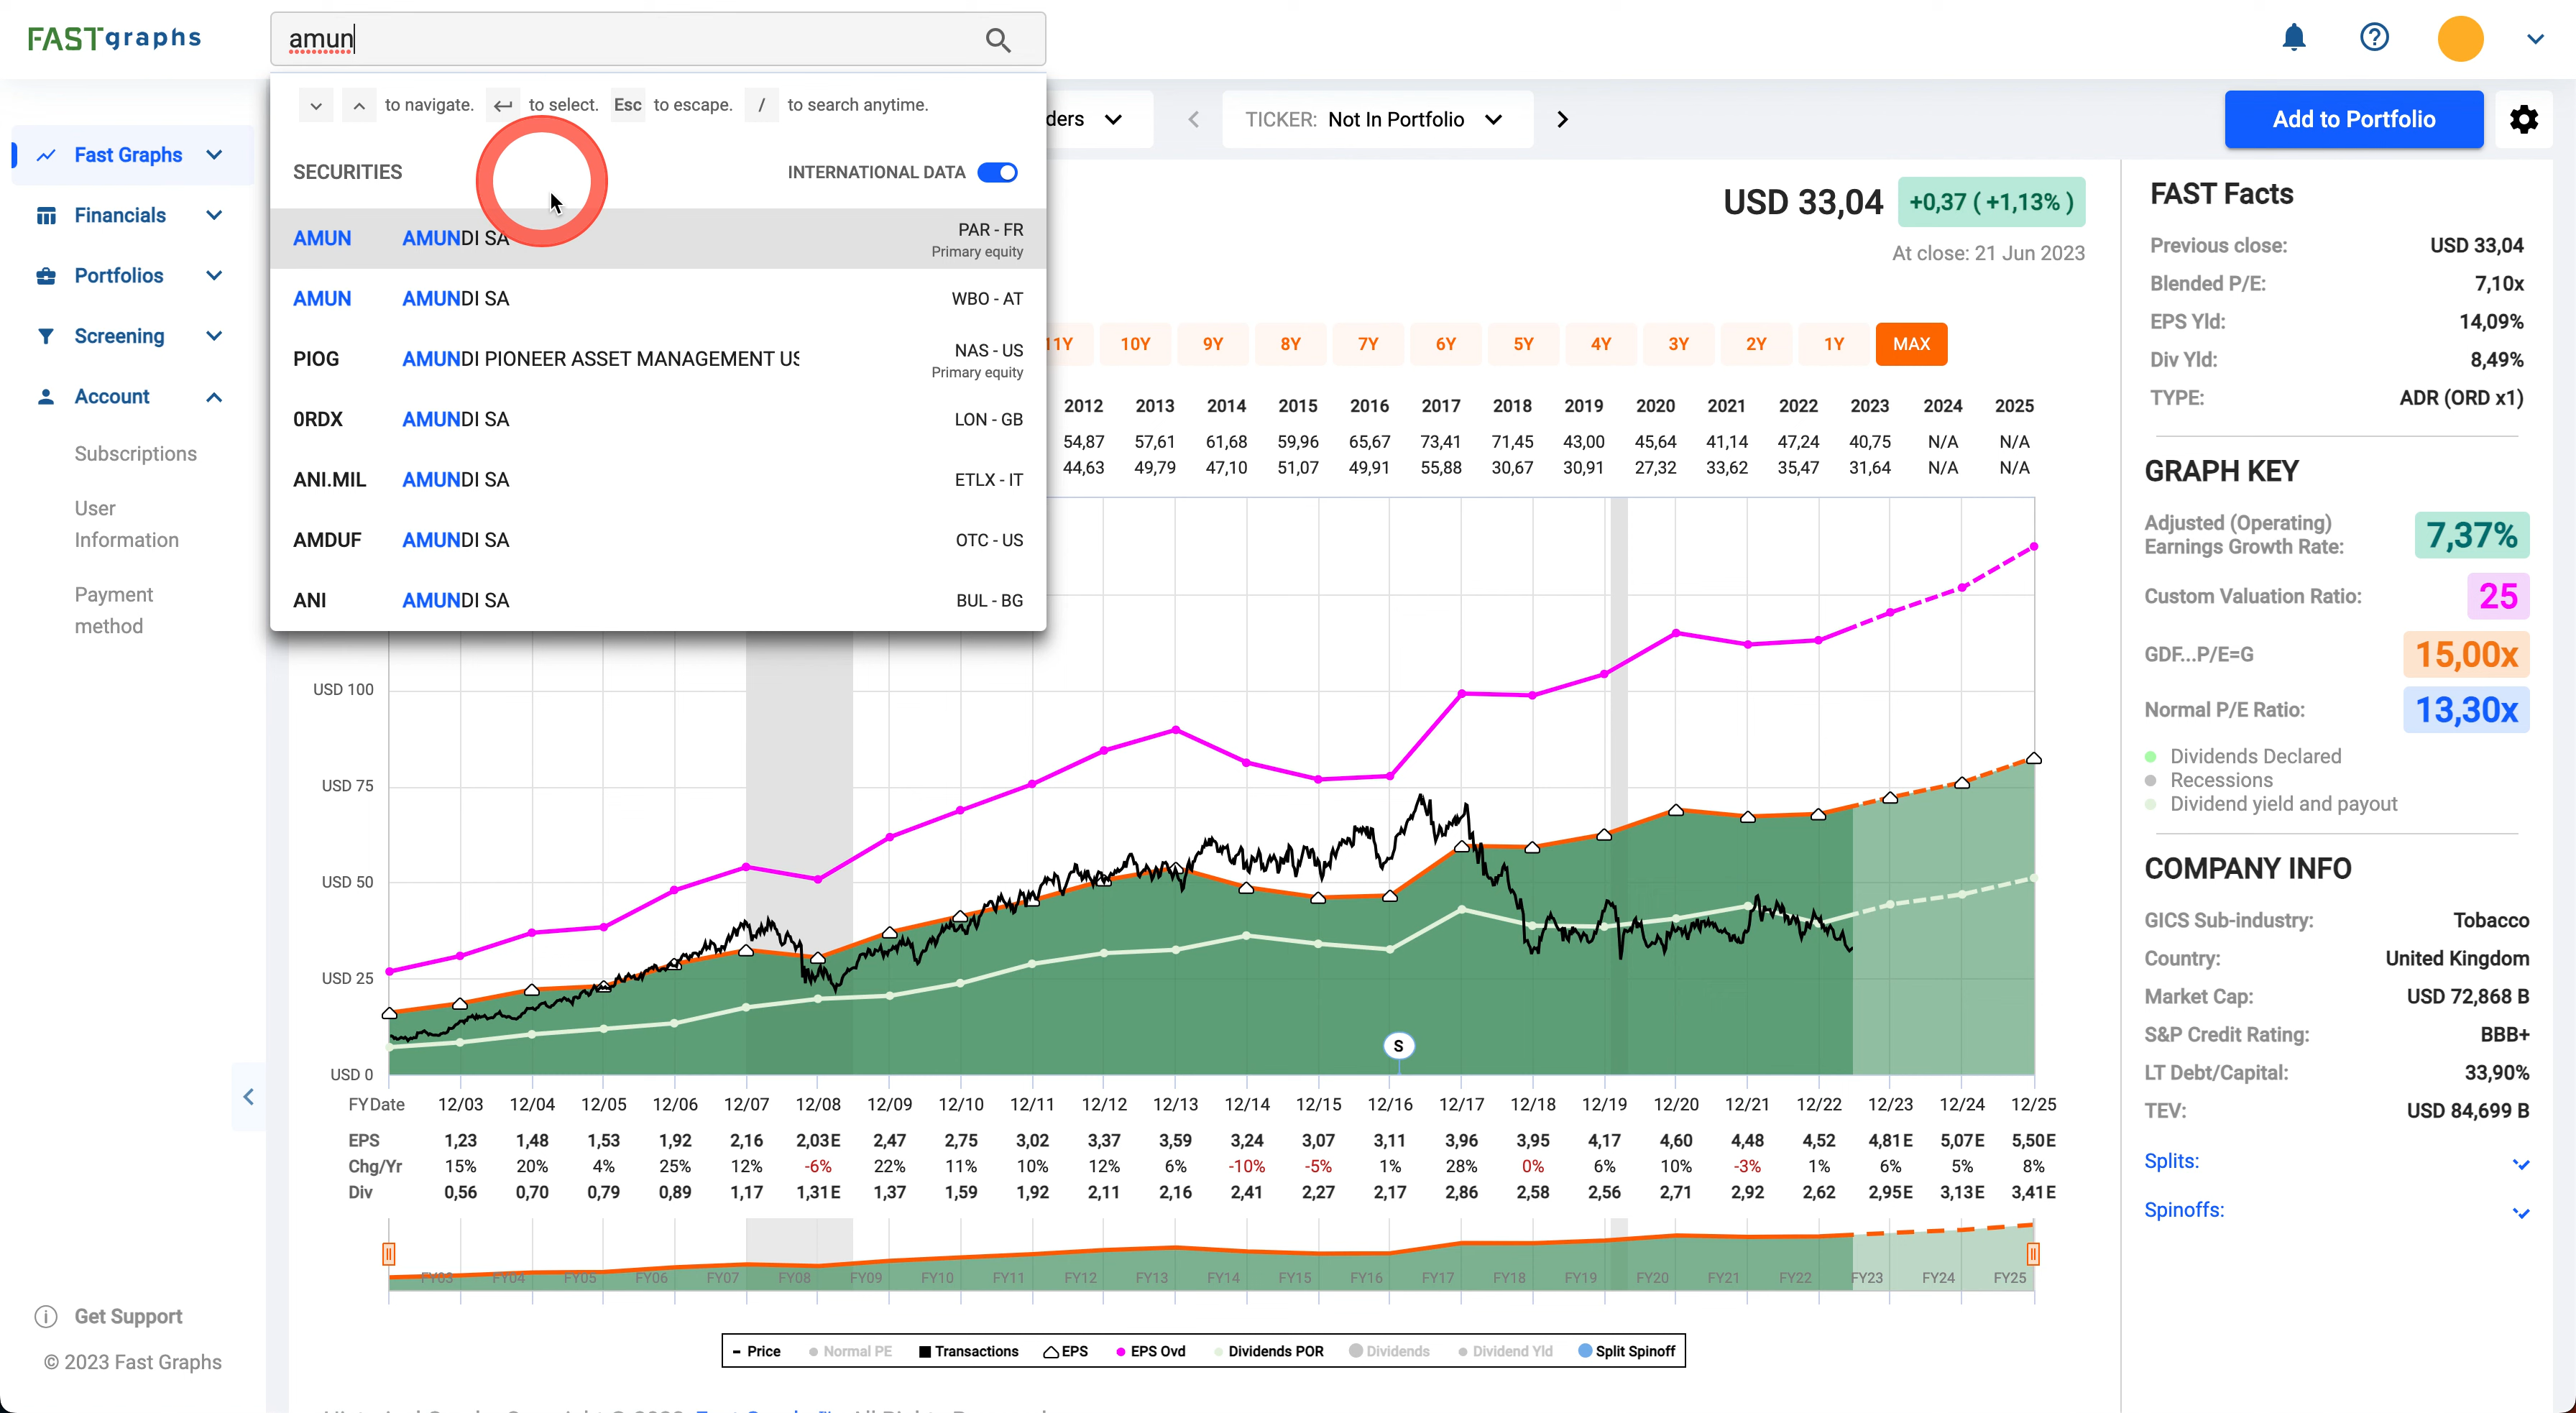 FASTgraphs
amun
to navigate. to select. Esc to escape. / to search anytime.
ders
TICKER: Not In Portfolio
Add to Portfolio
Fast Graphs
Financials
Portfolios
Screening
Account
Subscriptions
User
Information
Payment
method
Get Support
© 2023 Fast Graphs
SECURITIES
INTERNATIONAL DATA
AMUN AMUNDI SA PAR - FR
Primary equity
AMUN AMUNDI SA WBO - AT
PIOG AMUNDI PIONEER ASSET MANAGEMENT US NAS - US
Primary equity
0RDX AMUNDI SA LON - GB
ANI.MIL AMUNDI SA ETLX - IT
AMDUF AMUNDI SA OTC - US
ANI AMUNDI SA BUL - BG
USD 33,04 +0,37 ( +1,13% )
At close: 21 Jun 2023
11Y 10Y 9Y 8Y 7Y 6Y 5Y 4Y 3Y 2Y 1Y MAX
2012 2013 2014 2015 2016 2017 2018 2019 2020 2021 2022 2023 2024 2025
54,87 57,61 61,68 59,96 65,67 73,41 71,45 43,00 45,64 41,14 47,24 40,75 N/A N/A
44,63 49,79 47,10 51,07 49,91 55,88 30,67 30,91 27,32 33,62 35,47 31,64 N/A N/A
USD 100
USD 75
USD 50
USD 25
USD 0
S
FYDate 12/03 12/04 12/05 12/06 12/07 12/08 12/09 12/10 12/11 12/12 12/13 12/14 12/15 12/16 12/17 12/18 12/19 12/20 12/21 12/22 12/23 12/24 12/25
EPS 1,23 1,48 1,53 1,92 2,16 2,03E 2,47 2,75 3,02 3,37 3,59 3,24 3,07 3,11 3,96 3,95 4,17 4,60 4,48 4,52 4,81E 5,07E 5,50E
Chg/Yr 15% 20% 4% 25% 12% -6% 22% 11% 10% 12% 6% -10% -5% 1% 28% 0% 6% 10% -3% 1% 6% 5% 8%
Div 0,56 0,70 0,79 0,89 1,17 1,31E 1,37 1,59 1,92 2,11 2,16 2,41 2,27 2,17 2,86 2,58 2,56 2,71 2,92 2,62 2,95E 3,13E 3,41E
FY03 FY04 FY05 FY06 FY07 FY08 FY09 FY10 FY11 FY12 FY13 FY14 FY15 FY16 FY17 FY18 FY19 FY20 FY21 FY22 FY23 FY24 FY25
Price Normal PE Transactions EPS EPS Ovd Dividends POR Dividends Dividend Yld Split Spinoff
FAST Facts
Previous close: USD 33,04
Blended P/E: 7,10x
EPS Yld: 14,09%
Div Yld: 8,49%
TYPE: ADR (ORD x1)
GRAPH KEY
Adjusted (Operating)
Earnings Growth Rate: 7,37%
Custom Valuation Ratio: 25
GDF...P/E=G 15,00x
Normal P/E Ratio: 13,30x
Dividends Declared
Recessions
Dividend yield and payout
COMPANY INFO
GICS Sub-industry: Tobacco
Country: United Kingdom
Market Cap: USD 72,868 B
S&P Credit Rating: BBB+
LT Debt/Capital: 33,90%
TEV: USD 84,699 B
Splits:
Spinoffs: